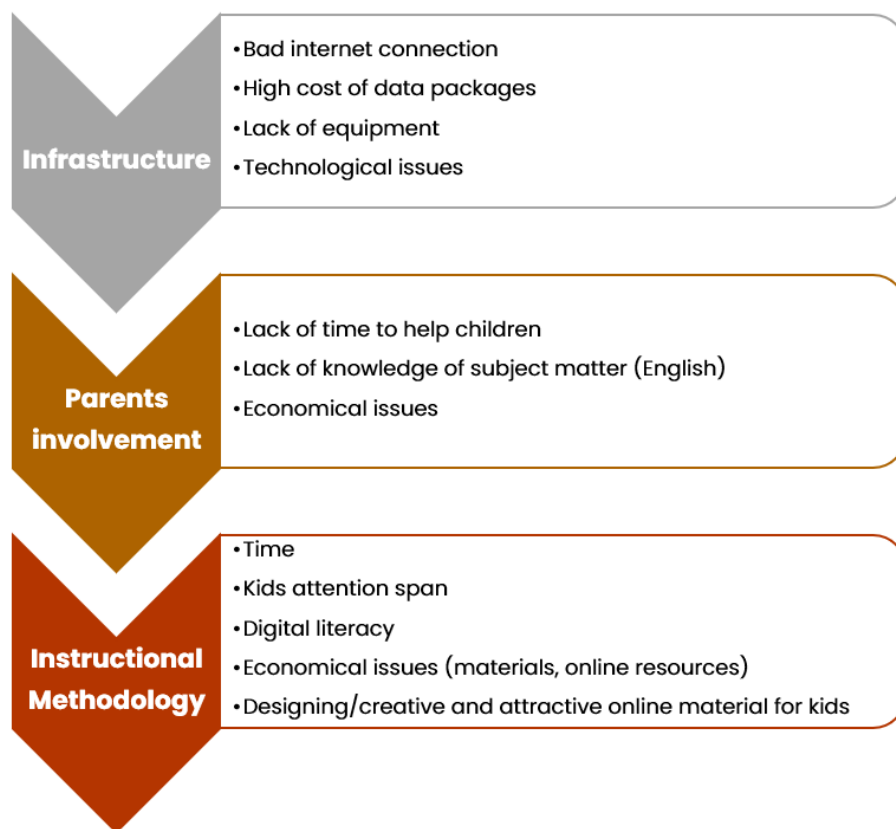 Infrastructure
•Bad internet connection
•High cost of data packages
•Lack of equipment
•Technological issues
Parents
involvement
•Lack of time to help children
•Lack of knowledge of subject matter (English)
•Economical issues
Instructional
Methodology
•Time
•Kids attention span
•Digital literacy
•Economical issues (materials, online resources)
•Designing/creative and attractive online material for kids